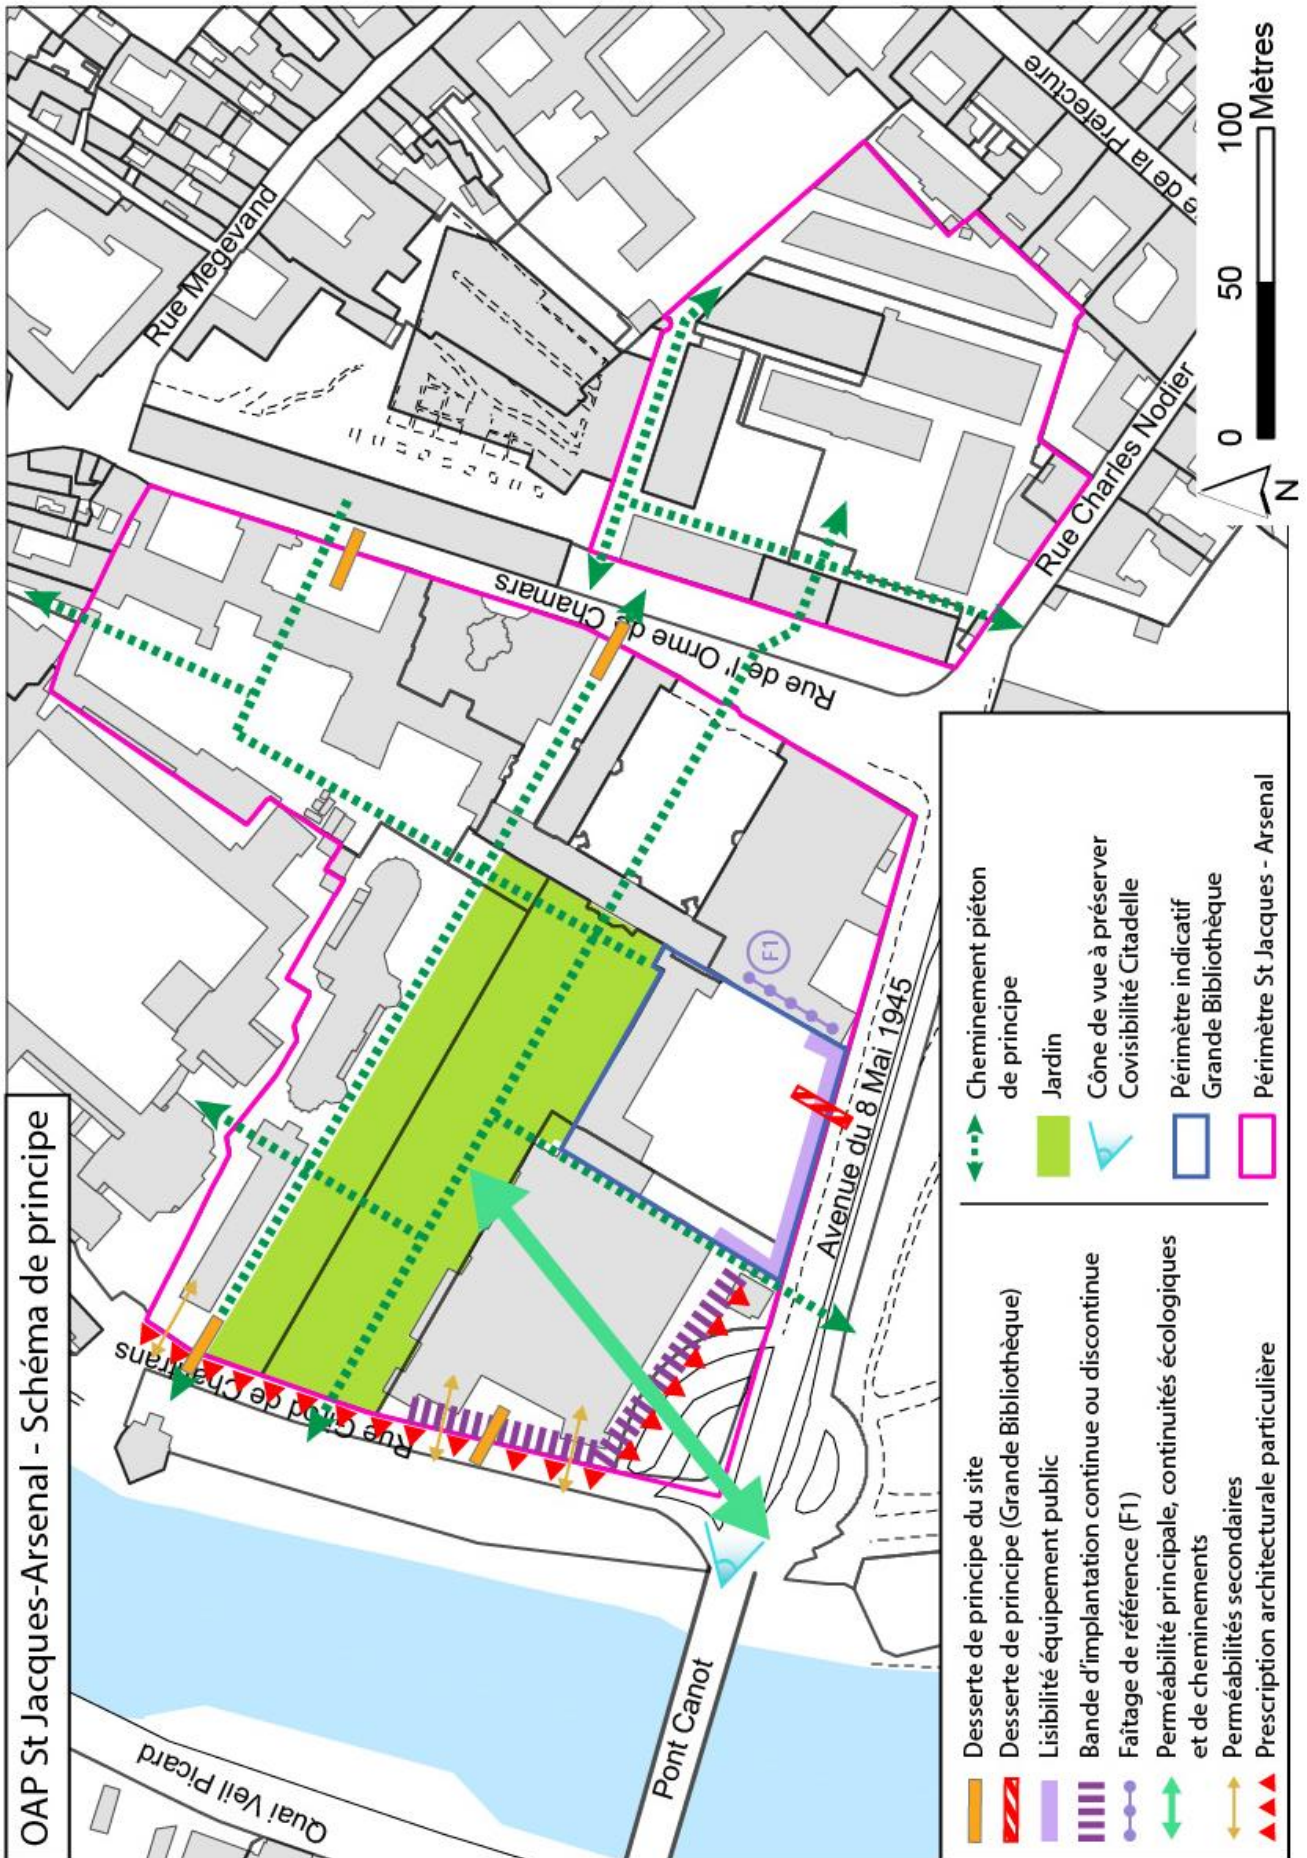 OAP St Jacques-Arsenal - Schéma de principe
Rue Mégevand
Rue de l' Orme de Chamars
Rue Girod de Chantrans
Quai Veil Picard
Pont Canot
Avenue du 8 Mai 1945
Rue Charles Nodier
e de la Préfecture
F1
N
0 50 100
Mètres
Desserte de principe du site
Desserte de principe (Grande Bibliothèque)
Lisibilité équipement public
Bande d'implantation continue ou discontinue
Faîtage de référence (F1)
Perméabilité principale, continuités écologiques
et de cheminements
Perméabilités secondaires
Prescription architecturale particulière
Cheminement piéton
de principe
Jardin
Cône de vue à préserver
Covisibilité Citadelle
Périmètre indicatif
Grande Bibliothèque
Périmètre St Jacques - Arsenal